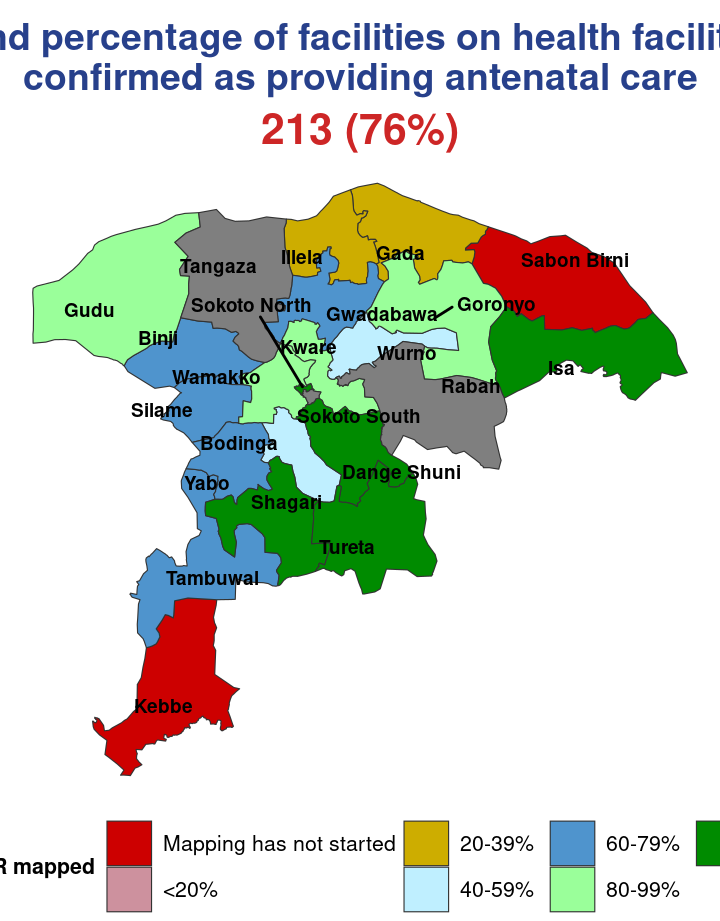 nd percentage of facilities on health facilit
confirmed as providing antenatal care
213 (76%)
Illela
Gada
Sabon Birni
Tangaza
Gudu
Sokoto North
Gwadabawa
Goronyo
Binji
Kware
Wurno
Isa
Wamakko
Rabah
Silame
Sokoto South
Bodinga
Dange Shuni
Yabo
Shagari
Tureta
Tambuwal
Kebbe
R mapped
Mapping has not started
20-39%
60-79%
<20%
40-59%
80-99%